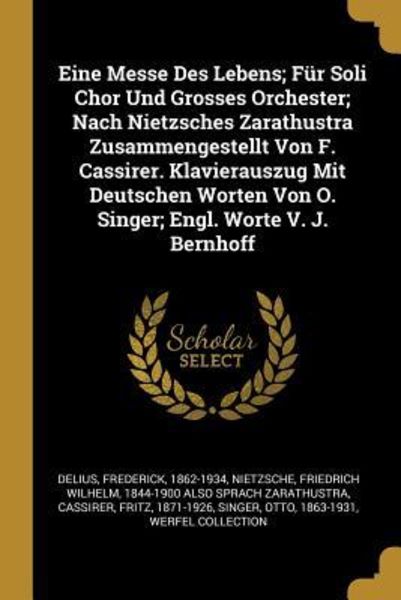 Eine Messe Des Lebens; Für Soli
Chor Und Grosses Orchester;
Nach Nietzsches Zarathustra
Zusammengestellt Von F.
Cassirer. Klavierauszug Mit
Deutschen Worten Von O.
Singer; Engl. Worte V. J.
Bernhoff
Scholar
SELECT
DELIUS, FREDERICK, 1862-1934, NIETZSCHE, FRIEDRICH
WILHELM, 1844-1900 ALSO SPRACH ZARATHUSTRA,
CASSIRER, FRITZ, 1871-1926, SINGER, OTTO, 1863-1931,
WERFEL COLLECTION